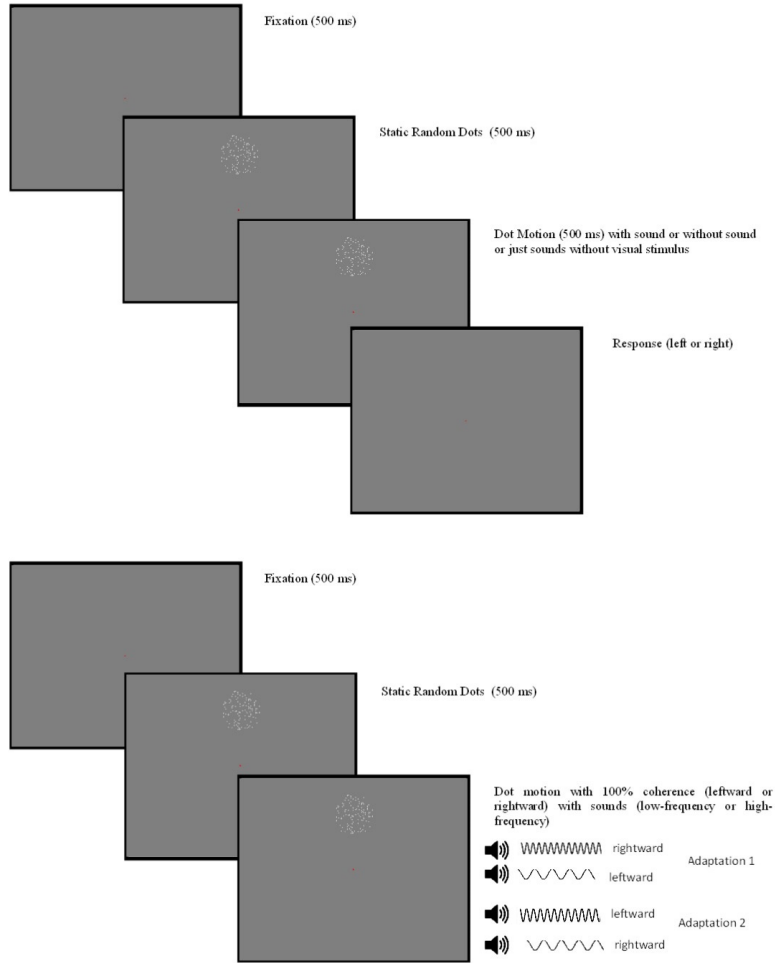 Fixation (500 ms)
Static Random Dots (500 ms)
Dot Motion (500 ms) with sound or without sound
or just sounds without visual stimulus
Response (left or right)
Fixation (500 ms)
Static Random Dots (500 ms)
Dot motion with 100% coherence (leftward or
rightward) with sounds (low-frequency or high-
frequency)
rightward
Adaptation 1
leftward
leftward
Adaptation 2
rightward